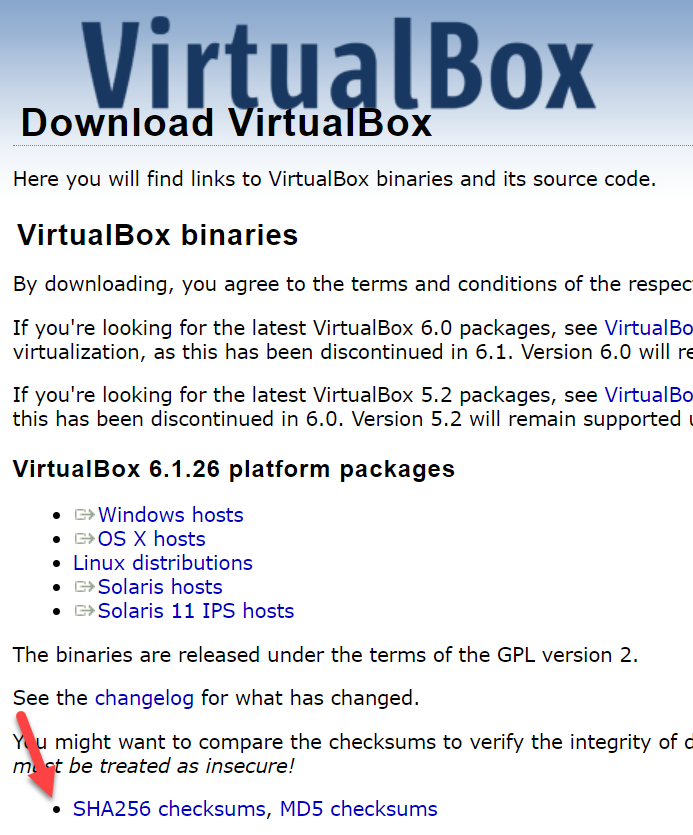 VirtualBox
Download VirtualBox
Here you will find links to VirtualBox binaries and its source code.
VirtualBox binaries
By downloading, you agree to the terms and conditions of the respec
If you're looking for the latest VirtualBox 6.0 packages, see VirtualBo
virtualization, as this has been discontinued in 6.1. Version 6.0 will re
If you're looking for the latest VirtualBox 5.2 packages, see VirtualBo
this has been discontinued in 6.0. Version 5.2 will remain supported u
VirtualBox 6.1.26 platform packages
Windows hosts
OS X hosts
Linux distributions
Solaris hosts
Solaris 11 IPS hosts
The binaries are released under the terms of the GPL version 2.
See the changelog for what has changed.
You might want to compare the checksums to verify the integrity of d
must be treated as insecure!
SHA256 checksums, MD5 checksums